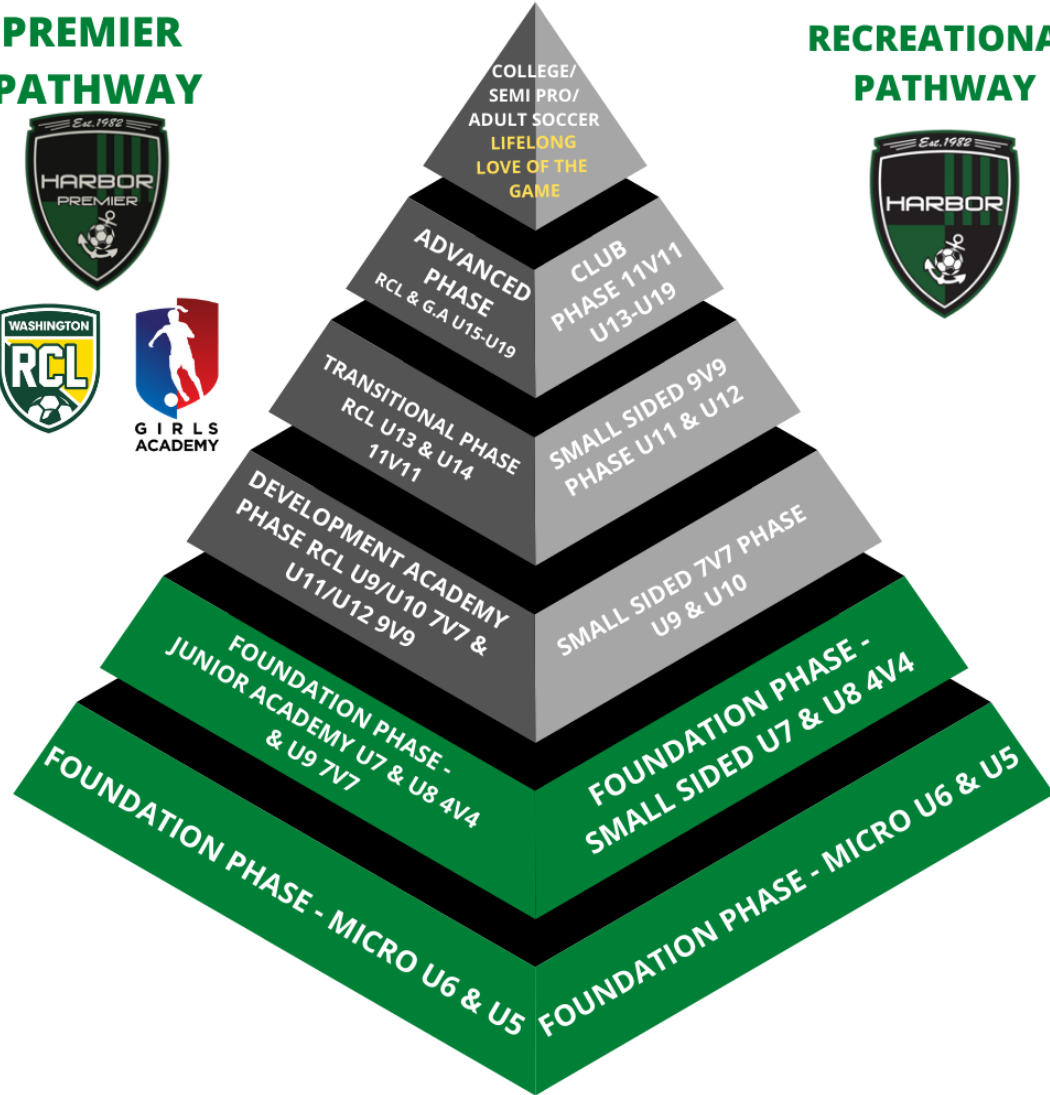 PREMIER
PATHWAY
Est.1982
HARBOR
PREMIER
WASHINGTON
RCL
GIRLS
ACADEMY
RECREATIONA
PATHWAY
Est.1982
HARBOR
COLLEGE/
SEMI PRO/
ADULT SOCCER
LIFELONG
LOVE OF THE
GAME
ADVANCED
PHASE
RCL & G.A U15-U19
CLUB
PHASE 11V11
U13-U19
TRANSITIONAL PHASE
RCL U13 & U14
11V11
SMALL SIDED 9V9
PHASE U11 & U12
DEVELOPMENT ACADEMY
PHASE RCL U9/U10 7V7 &
U11/U12 9V9
SMALL SIDED 7V7 PHASE
U9 & U10
FOUNDATION PHASE -
JUNIOR ACADEMY U7 & U8 4V4
& U9 7V7
FOUNDATION PHASE -
SMALL SIDED U7 & U8 4V4
FOUNDATION PHASE - MICRO U6 & U5
FOUNDATION PHASE - MICRO U6 & U5